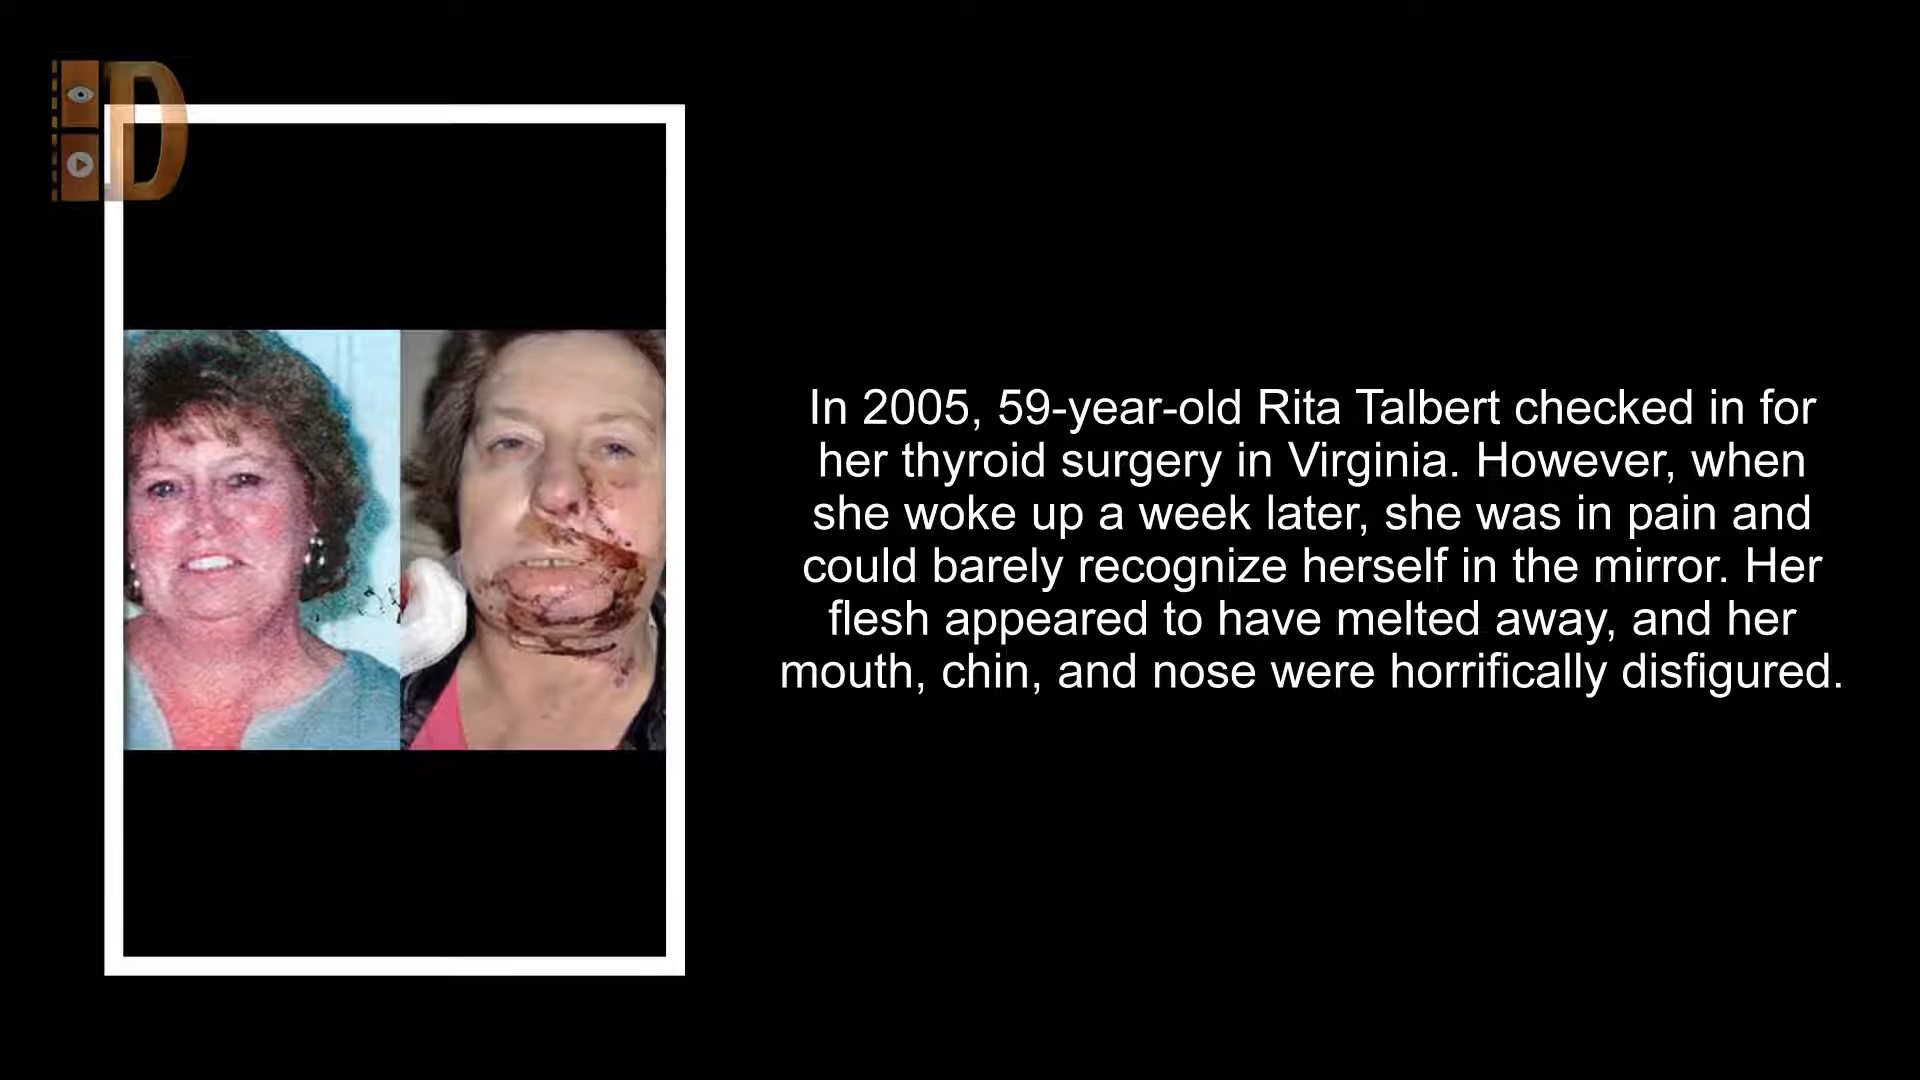 D
In 2005, 59-year-old Rita Talbert checked in for
her thyroid surgery in Virginia. However, when
she woke up a week later, she was in pain and
could barely recognize herself in the mirror. Her
flesh appeared to have melted away, and her
mouth, chin, and nose were horrifically disfigured.